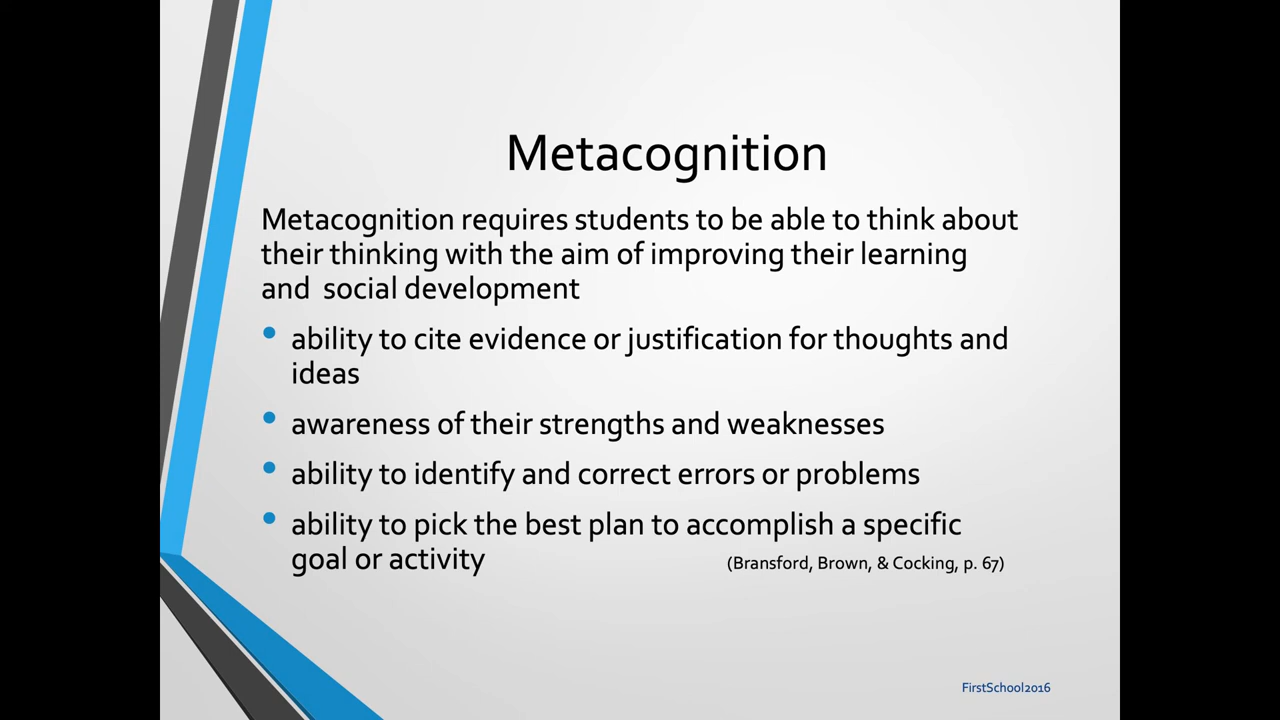 Metacognition
Metacognition requires students to be able to think about
their thinking with the aim of improving their learning
and  social development
• ability to cite evidence or justification for thoughts and
ideas
• awareness of their strengths and weaknesses
• ability to identify and correct errors or problems
• ability to pick the best plan to accomplish a specific
goal or activity (Bransford, Brown, & Cocking, p. 67)
FirstSchool2016